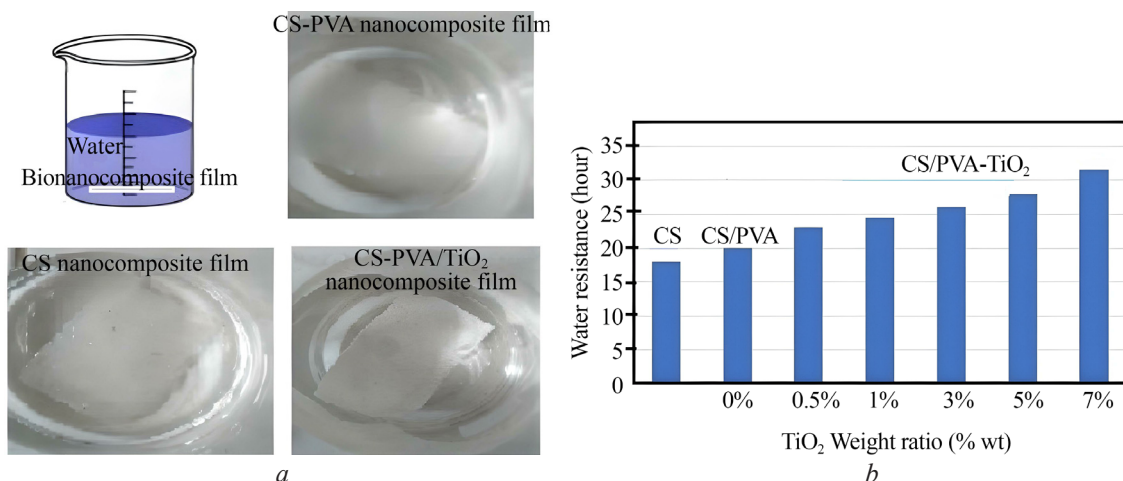 CS-PVA nanocomposite film
Water
Bionanocomposite film
CS nanocomposite film
CS-PVA/TiO₂
nanocomposite film
a
Water resistance (hour)
35
30
25
20
15
10
5
0
CS
CS/PVA
CS/PVA-TiO₂
0% 0.5% 1% 3% 5% 7%
TiO₂ Weight ratio (% wt)
b